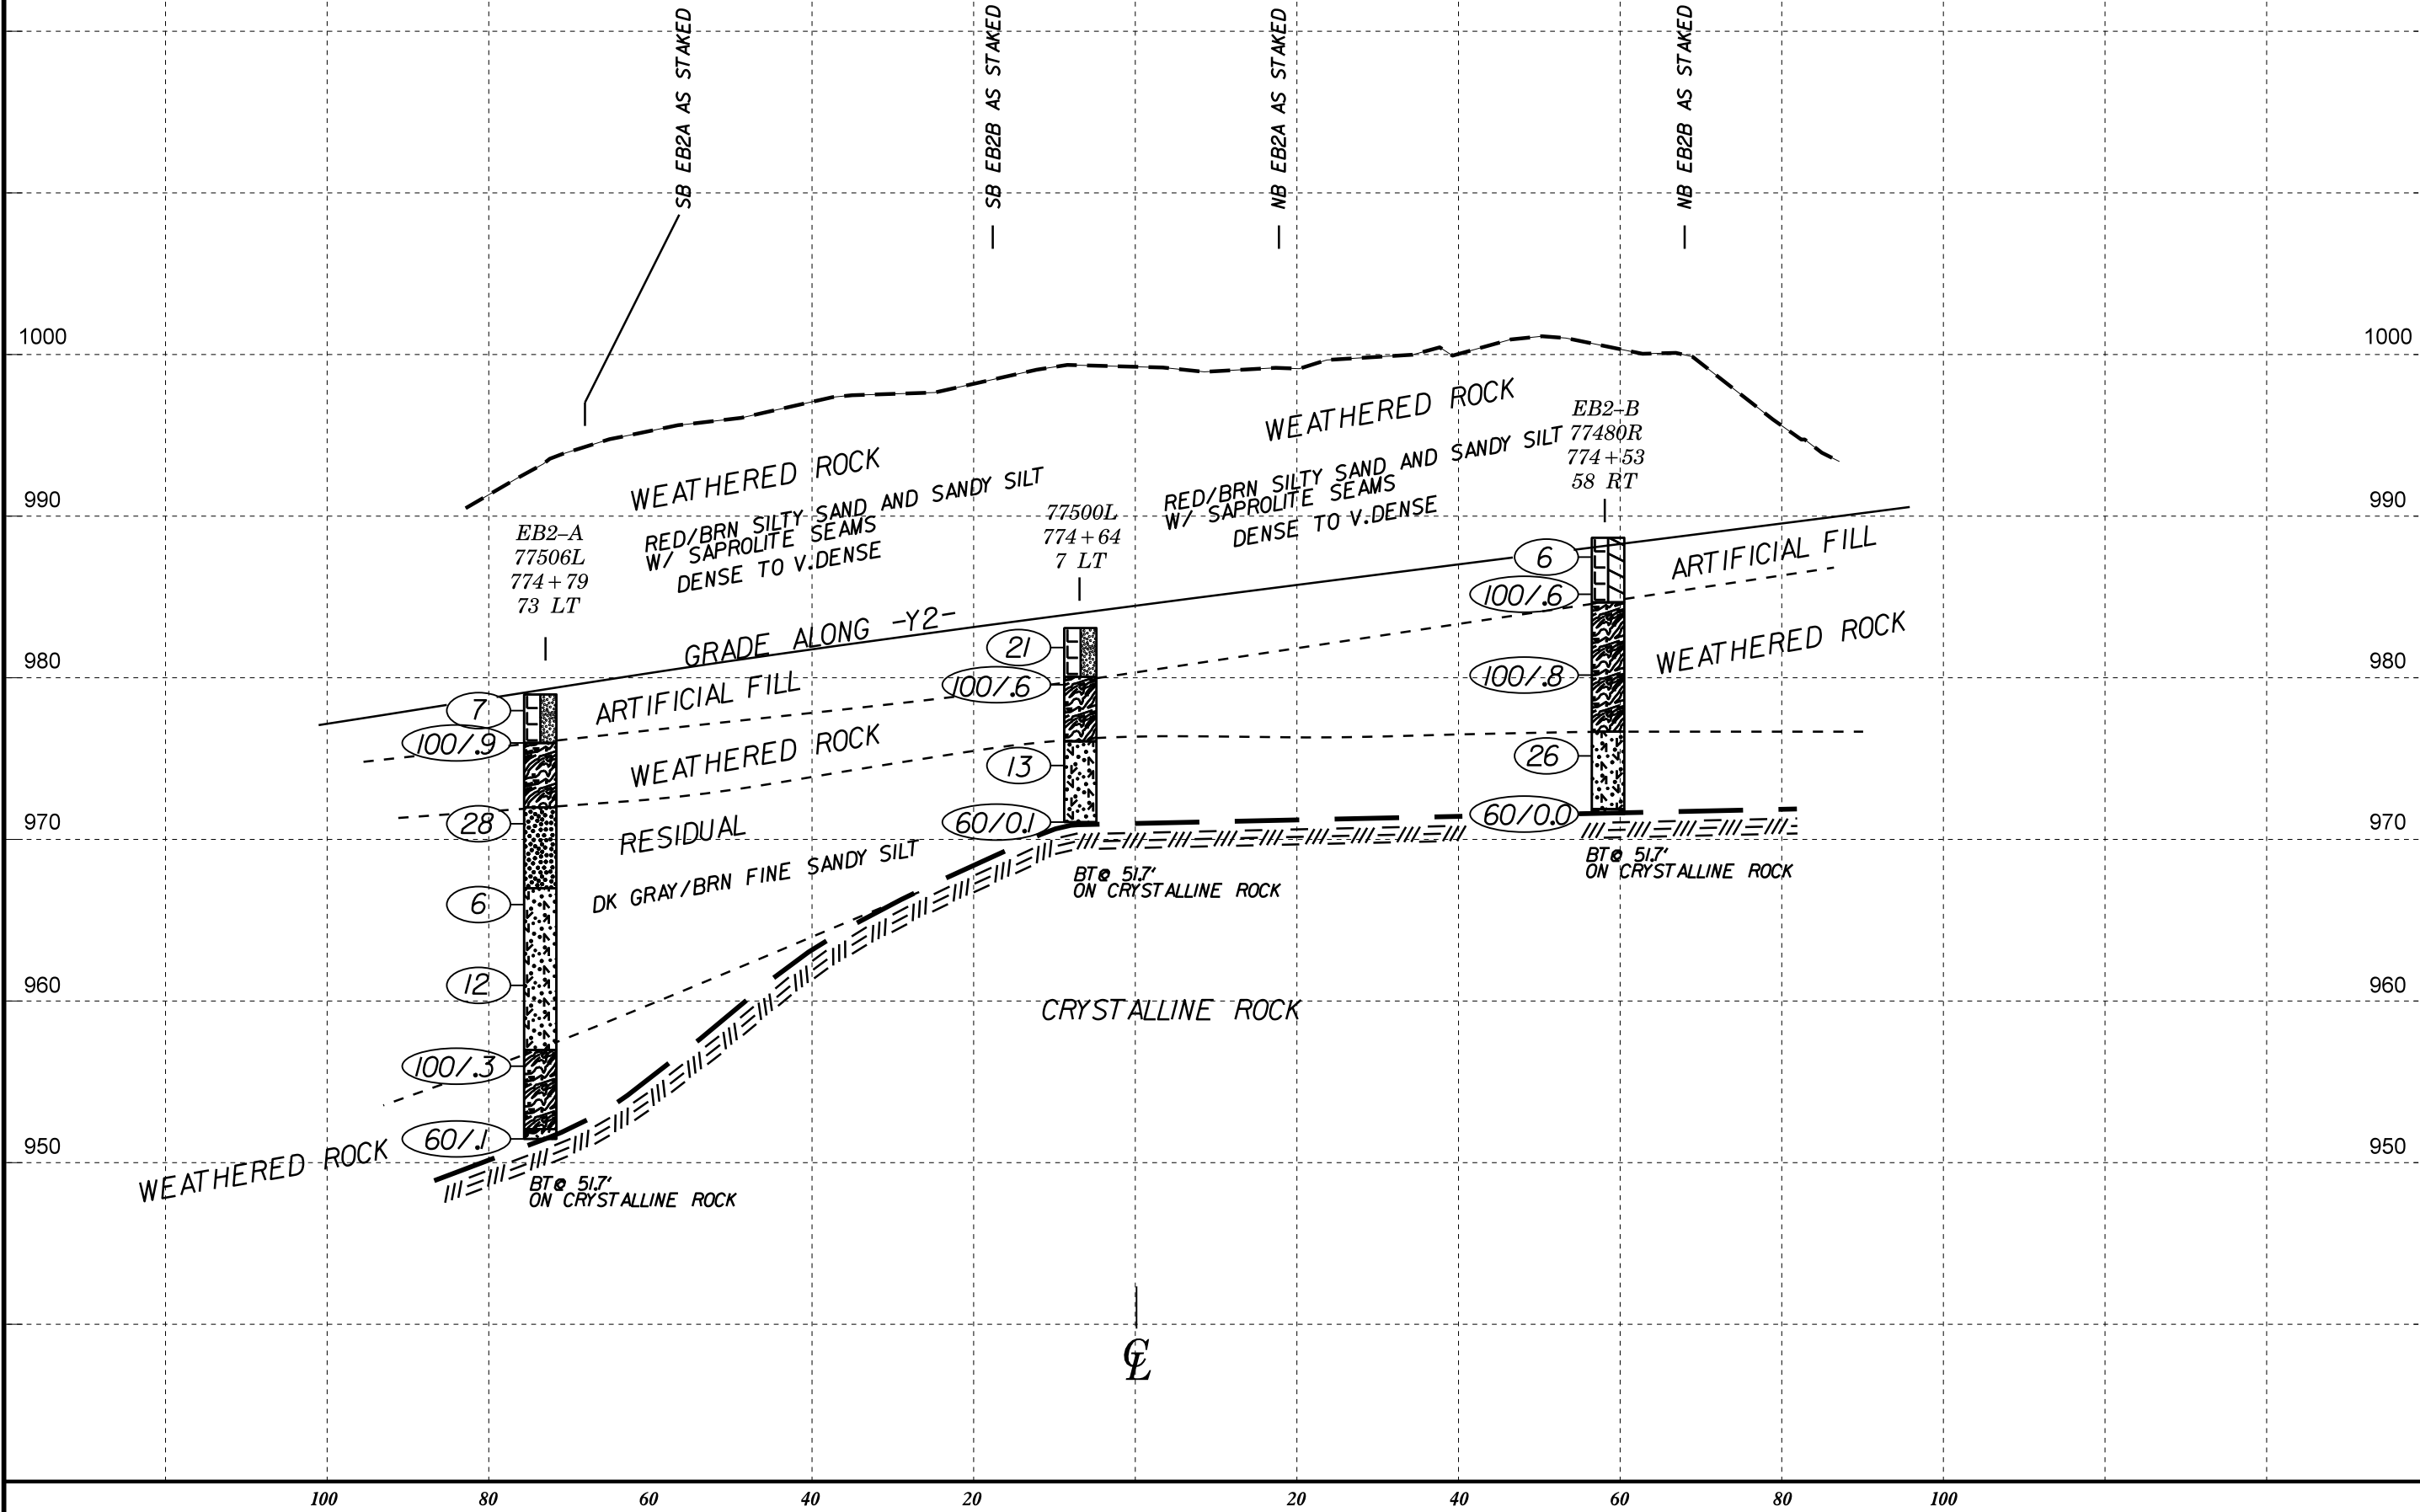 SB EB2A AS STAKED
SB EB2B AS STAKED
NB EB2A AS STAKED
NB EB2B AS STAKED
1000
1000
WEATHERED ROCK
RED/BRN SILTY SAND AND SANDY SILT
W/ SAPROLITE SEAMS
DENSE TO V.DENSE
WEATHERED ROCK
RED/BRN SILTY SAND AND SANDY SILT
W/ SAPROLITE SEAMS
DENSE TO V.DENSE
EB2-B
77480R
774+53
58 RT
990
990
EB2-A
77506L
774+79
73 LT
77500L
774+64
7 LT
6
100/.6
ARTIFICIAL FILL
GRADE ALONG -Y2-
21
100/.6
980
980
ARTIFICIAL FILL
WEATHERED ROCK
100/.8
7
100/.9
WEATHERED ROCK
13
26
970
970
28
RESIDUAL
60/0.1
60/0.0
DK GRAY/BRN FINE SANDY SILT
BT@ 51.7'
ON CRYSTALLINE ROCK
BT@ 51.7'
ON CRYSTALLINE ROCK
6
12
960
960
CRYSTALLINE ROCK
100/.3
60/.1
950
950
WEATHERED ROCK
BT@ 51.7'
ON CRYSTALLINE ROCK
CL
100
80
60
40
20
20
40
60
80
100